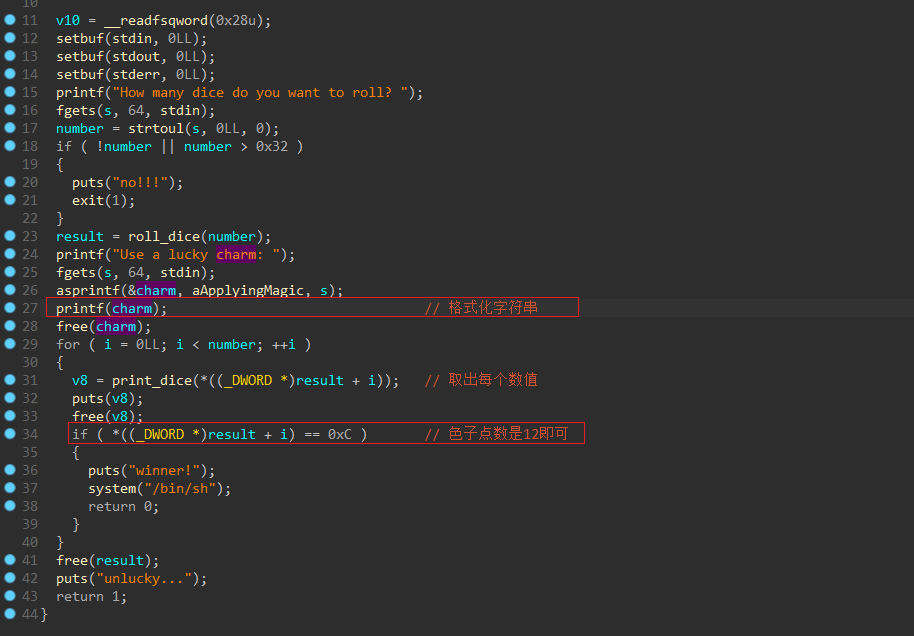 10
11 v10 = __readfsqword(0x28u);
12 setbuf(stdin, 0LL);
13 setbuf(stdout, 0LL);
14 setbuf(stderr, 0LL);
15 printf("How many dice do you want to roll? ");
16 fgets(s, 64, stdin);
17 number = strtoul(s, 0LL, 0);
18 if ( !number || number > 0x32 )
19 {
20 puts("no!!!");
21 exit(1);
22 }
23 result = roll_dice(number);
24 printf("Use a lucky charm: ");
25 fgets(s, 64, stdin);
26 asprintf(&charm, aApplyingMagic, s);
27 printf(charm); // 格式化字符串
28 free(charm);
29 for ( i = 0LL; i < number; ++i )
30 {
31 v8 = print_dice(*((_DWORD *)result + i)); // 取出每个数值
32 puts(v8);
33 free(v8);
34 if ( *((_DWORD *)result + i) == 0xC ) // 色子点数是12即可
35 {
36 puts("winner!");
37 system("/bin/sh");
38 return 0;
39 }
40 }
41 free(result);
42 puts("unlucky...");
43 return 1;
44 }